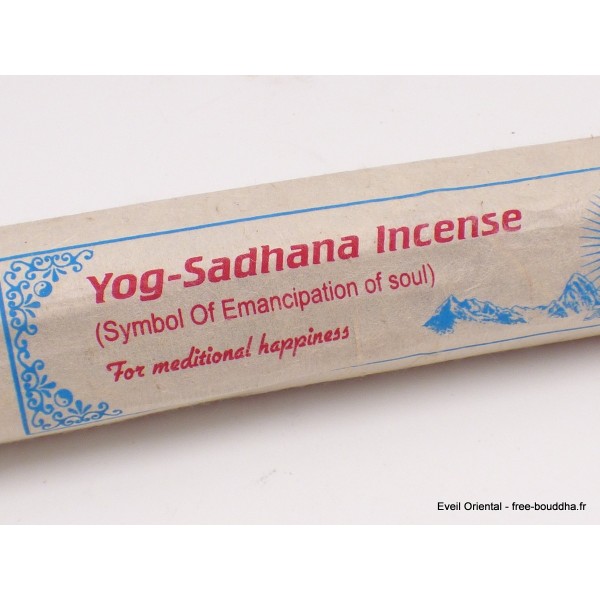 Yog-Sadhana Incense
(Symbol Of Emancipation of soul)
For meditional happiness
Eveil Oriental - free-bouddha.fr